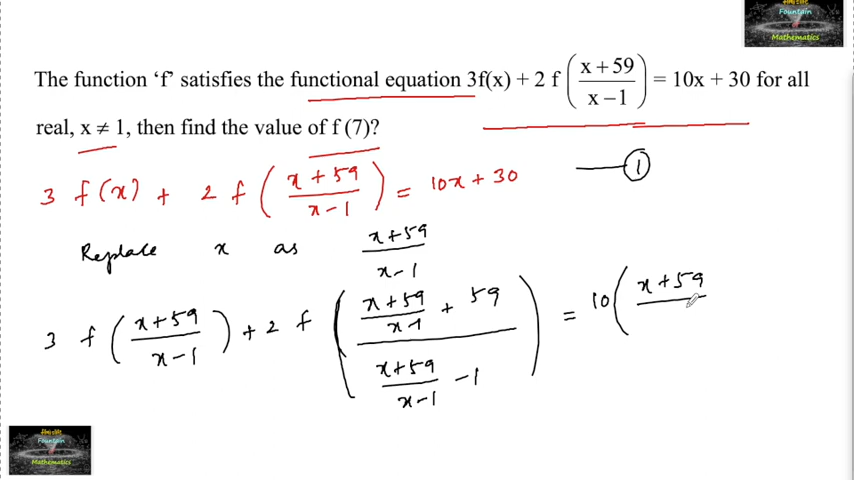 Fountain
Mathematics
The function ‘f’ satisfies the functional equation 3f(x) + 2 f ( (x + 59)/(x – 1) ) = 10x + 30 for all
real, x ≠ 1, then find the value of f (7)?
3 f(x) + 2 f ( (x + 59)/(x - 1) ) = 10x + 30 — 1
Replace x as (x + 59)/(x - 1)
3 f ( (x + 59)/(x - 1) ) + 2 f ( ((x + 59)/(x - 1) + 59)/((x + 59)/(x - 1) - 1) ) = 10 ( x + 59
Fountain
Mathematics